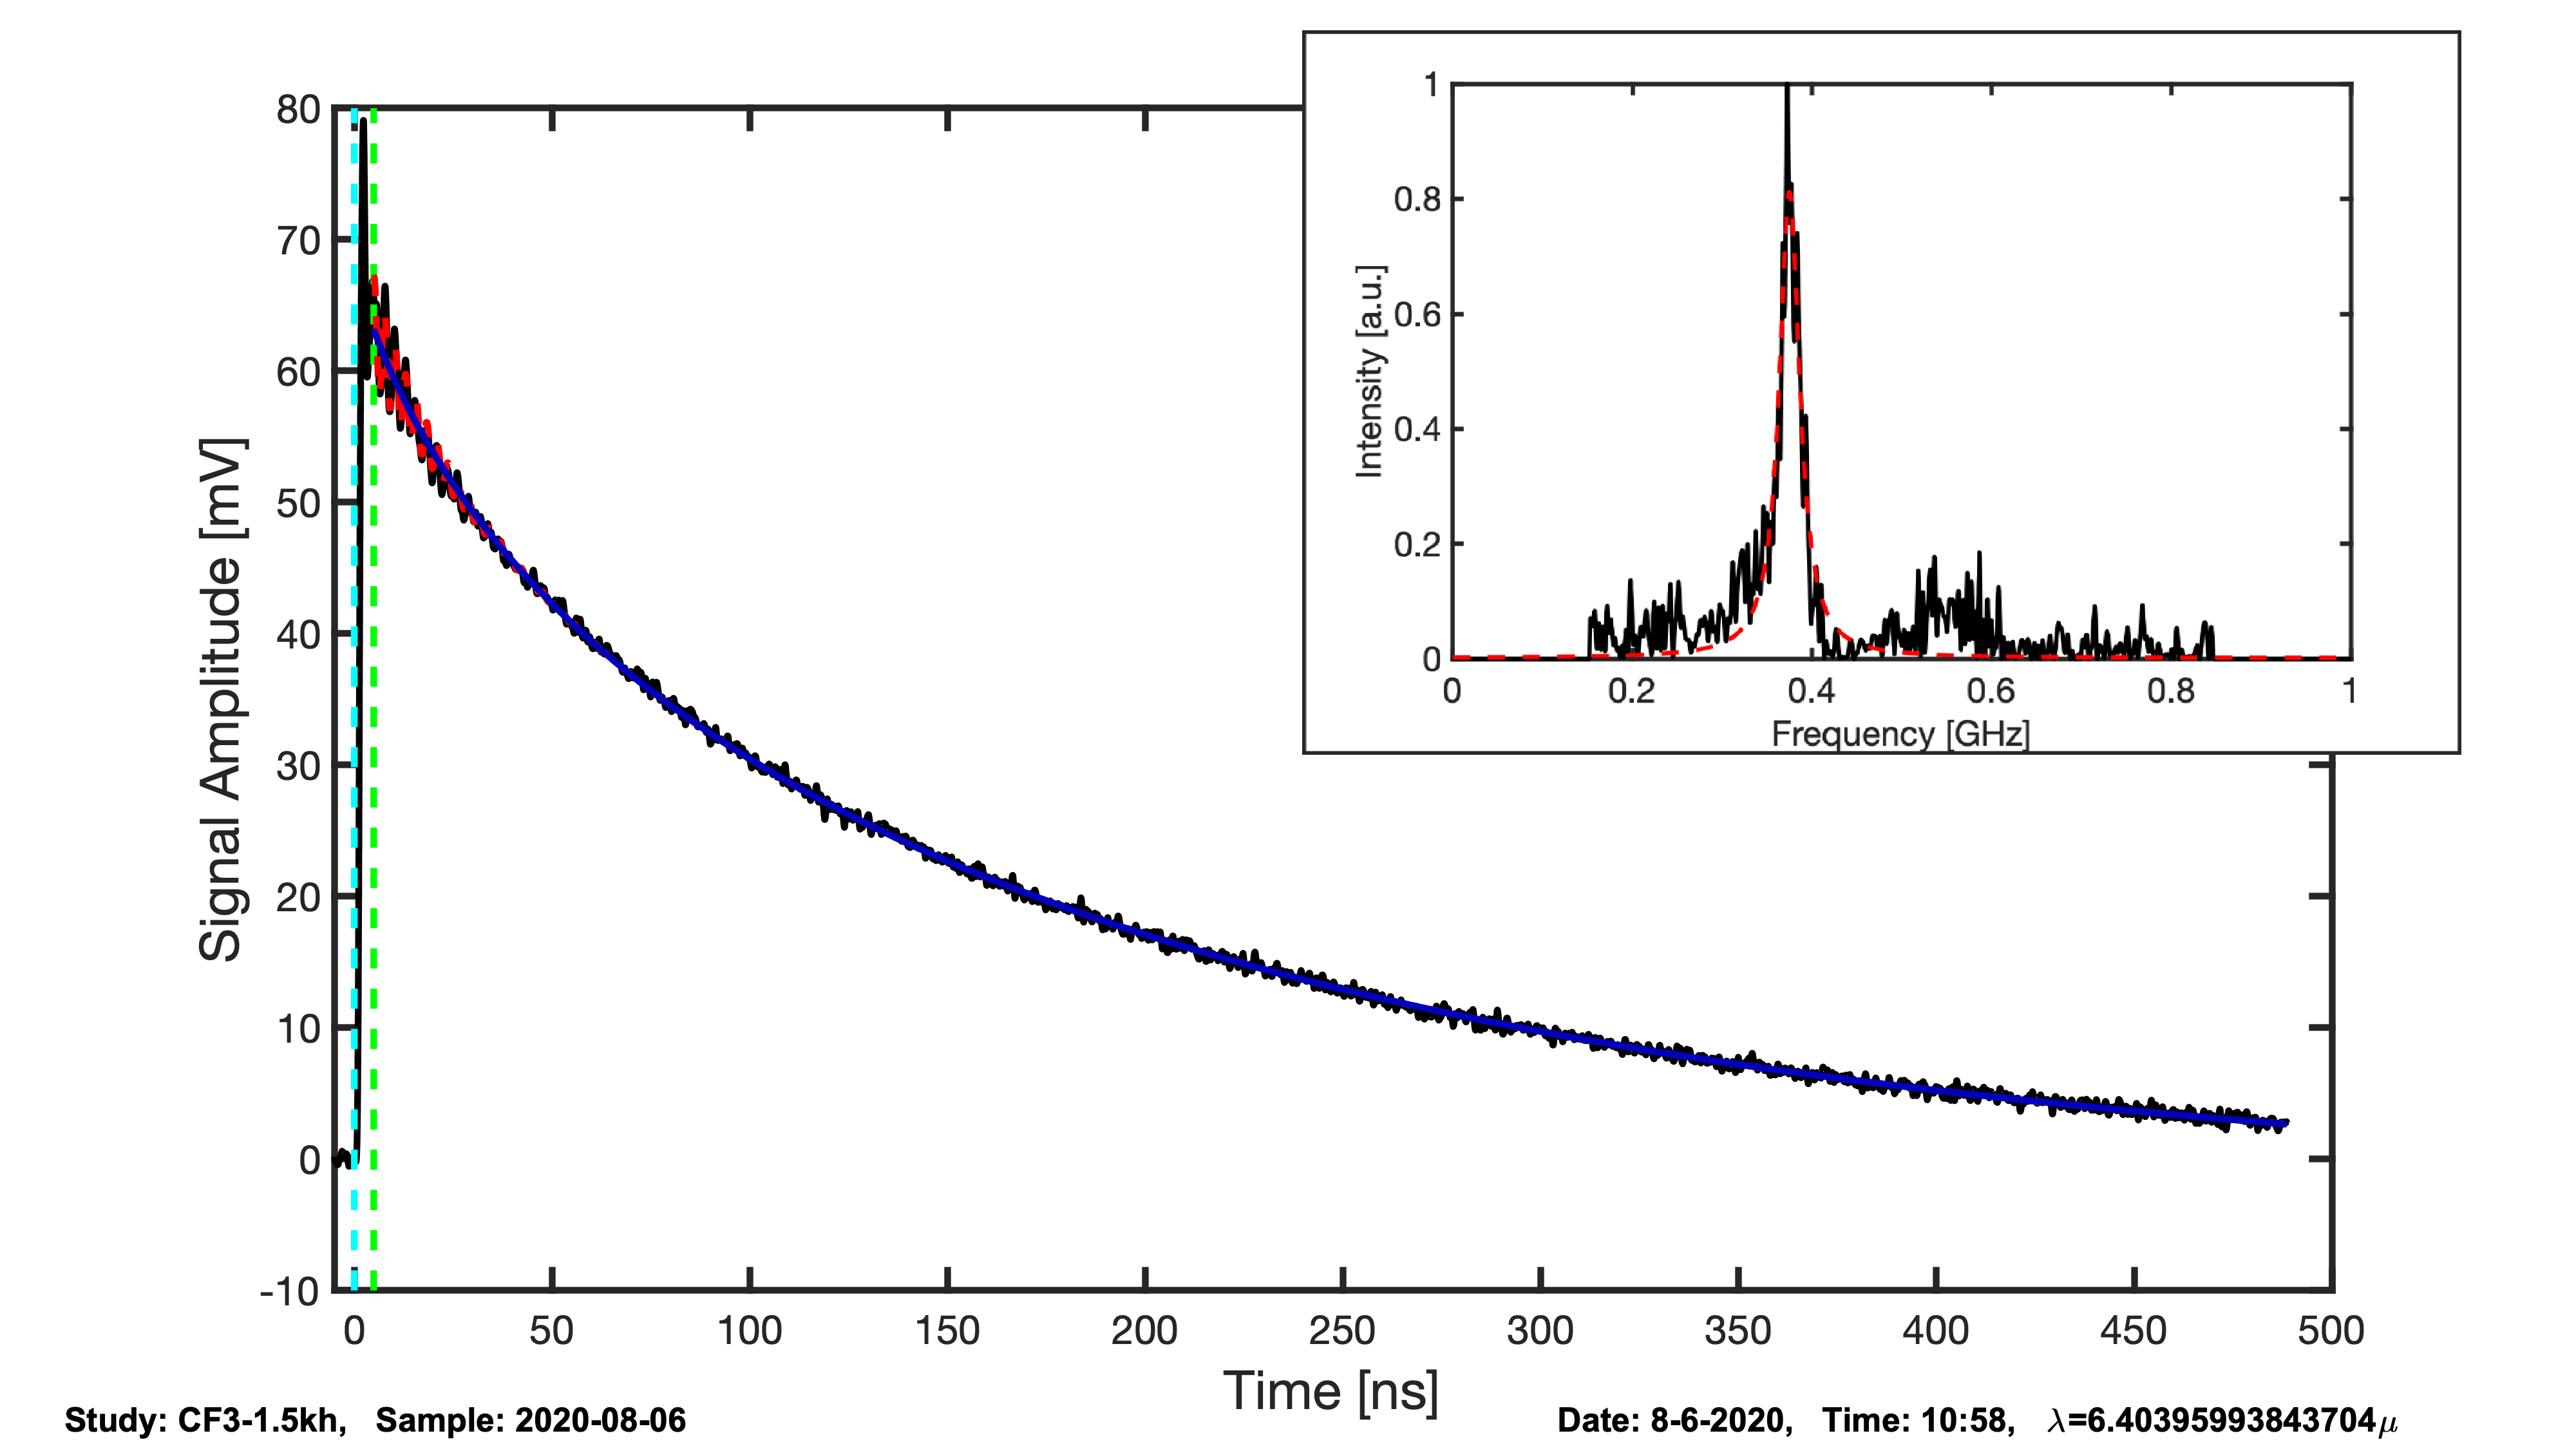 80
70
60
50
40
30
20
10
0
-10
Signal Amplitude [mV]
0 50 100 150 200 250 300 350 400 450 500
Time [ns]
1
0.8
0.6
0.4
0.2
0
Intensity [a.u.]
0 0.2 0.4 0.6 0.8 1
Frequency [GHz]
Study: CF3-1.5kh, Sample: 2020-08-06
Date: 8-6-2020, Time: 10:58, λ=6.40395993843704μ